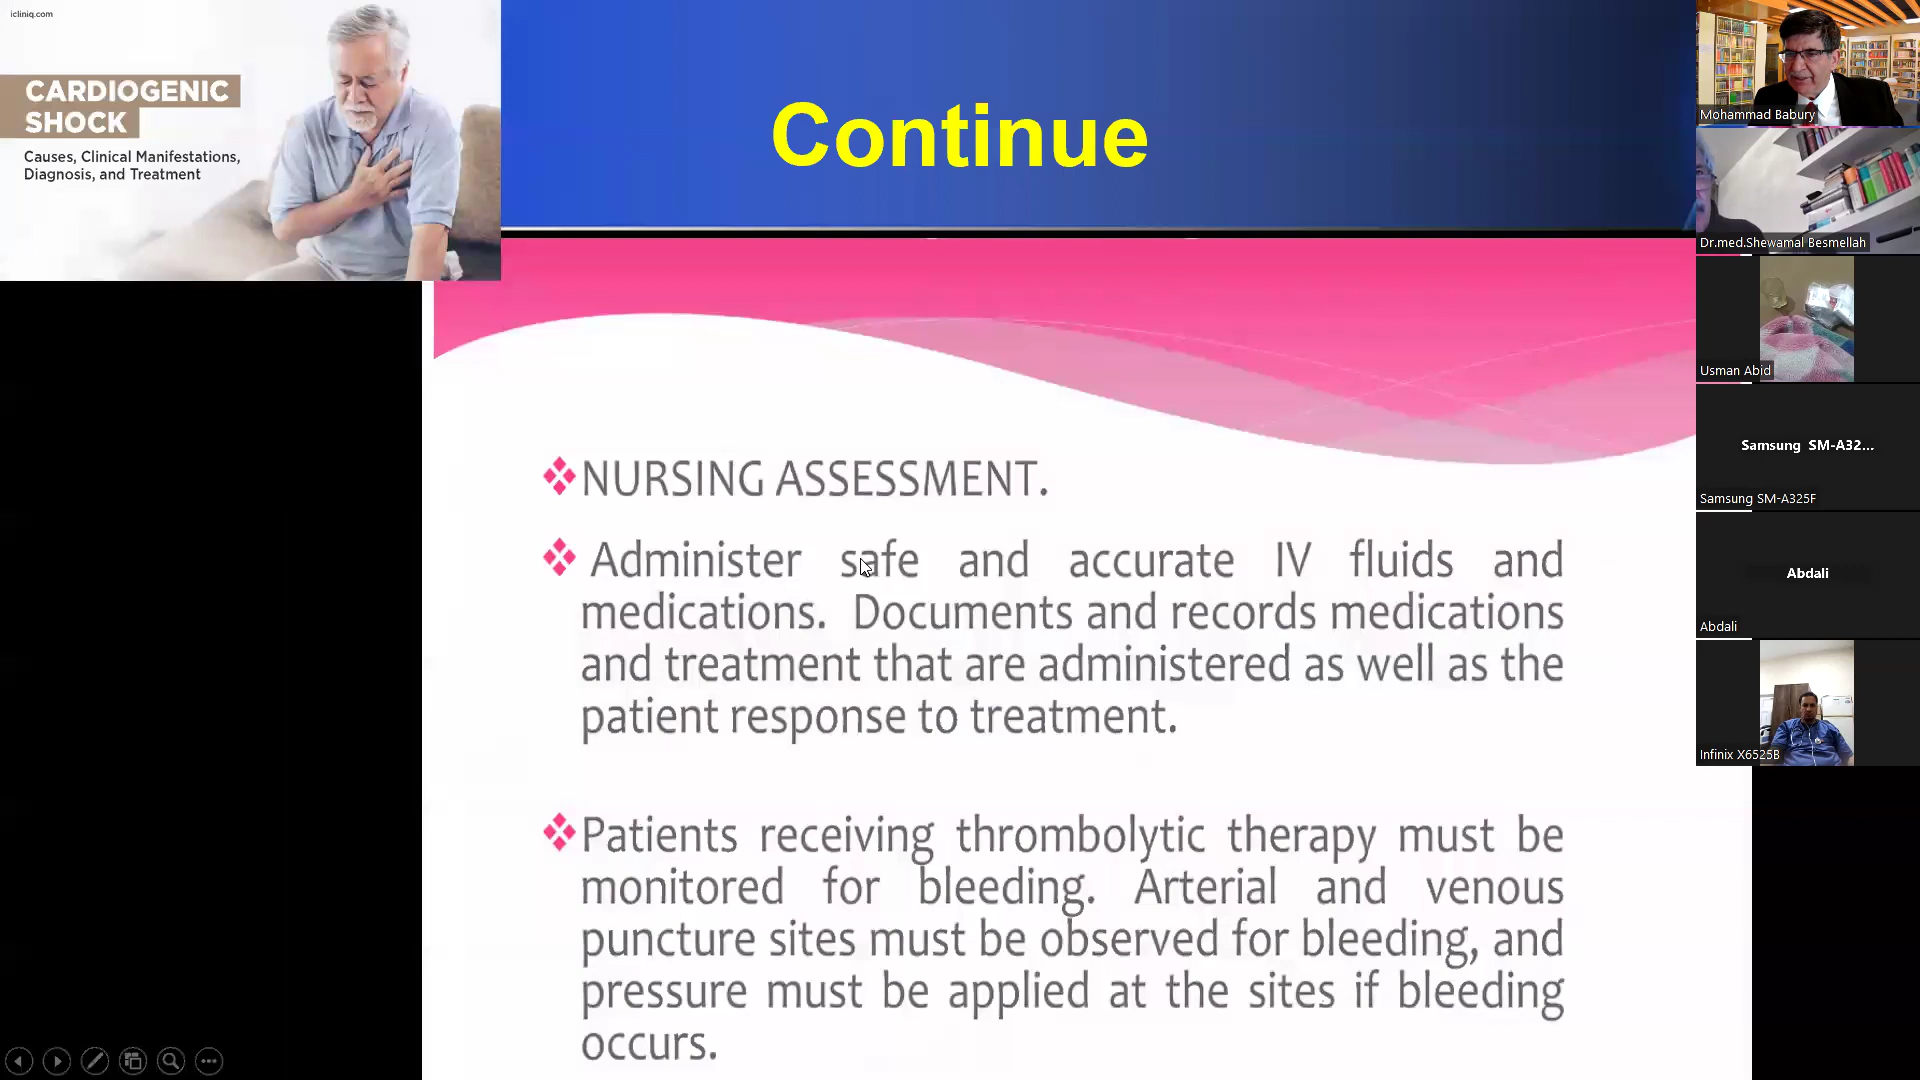 icliniq.com
CARDIOGENIC
SHOCK
Causes, Clinical Manifestations,
Diagnosis, and Treatment
Continue
NURSING ASSESSMENT.
Administer safe and accurate IV fluids and
medications. Documents and records medications
and treatment that are administered as well as the
patient response to treatment.
Patients receiving thrombolytic therapy must be
monitored for bleeding. Arterial and venous
puncture sites must be observed for bleeding, and
pressure must be applied at the sites if bleeding
occurs.
Mohammad Babury
Dr.med.Shewamal Besmellah
Usman Abid
Samsung SM-A32...
Samsung SM-A325F
Abdali
Abdali
Infinix X6525B